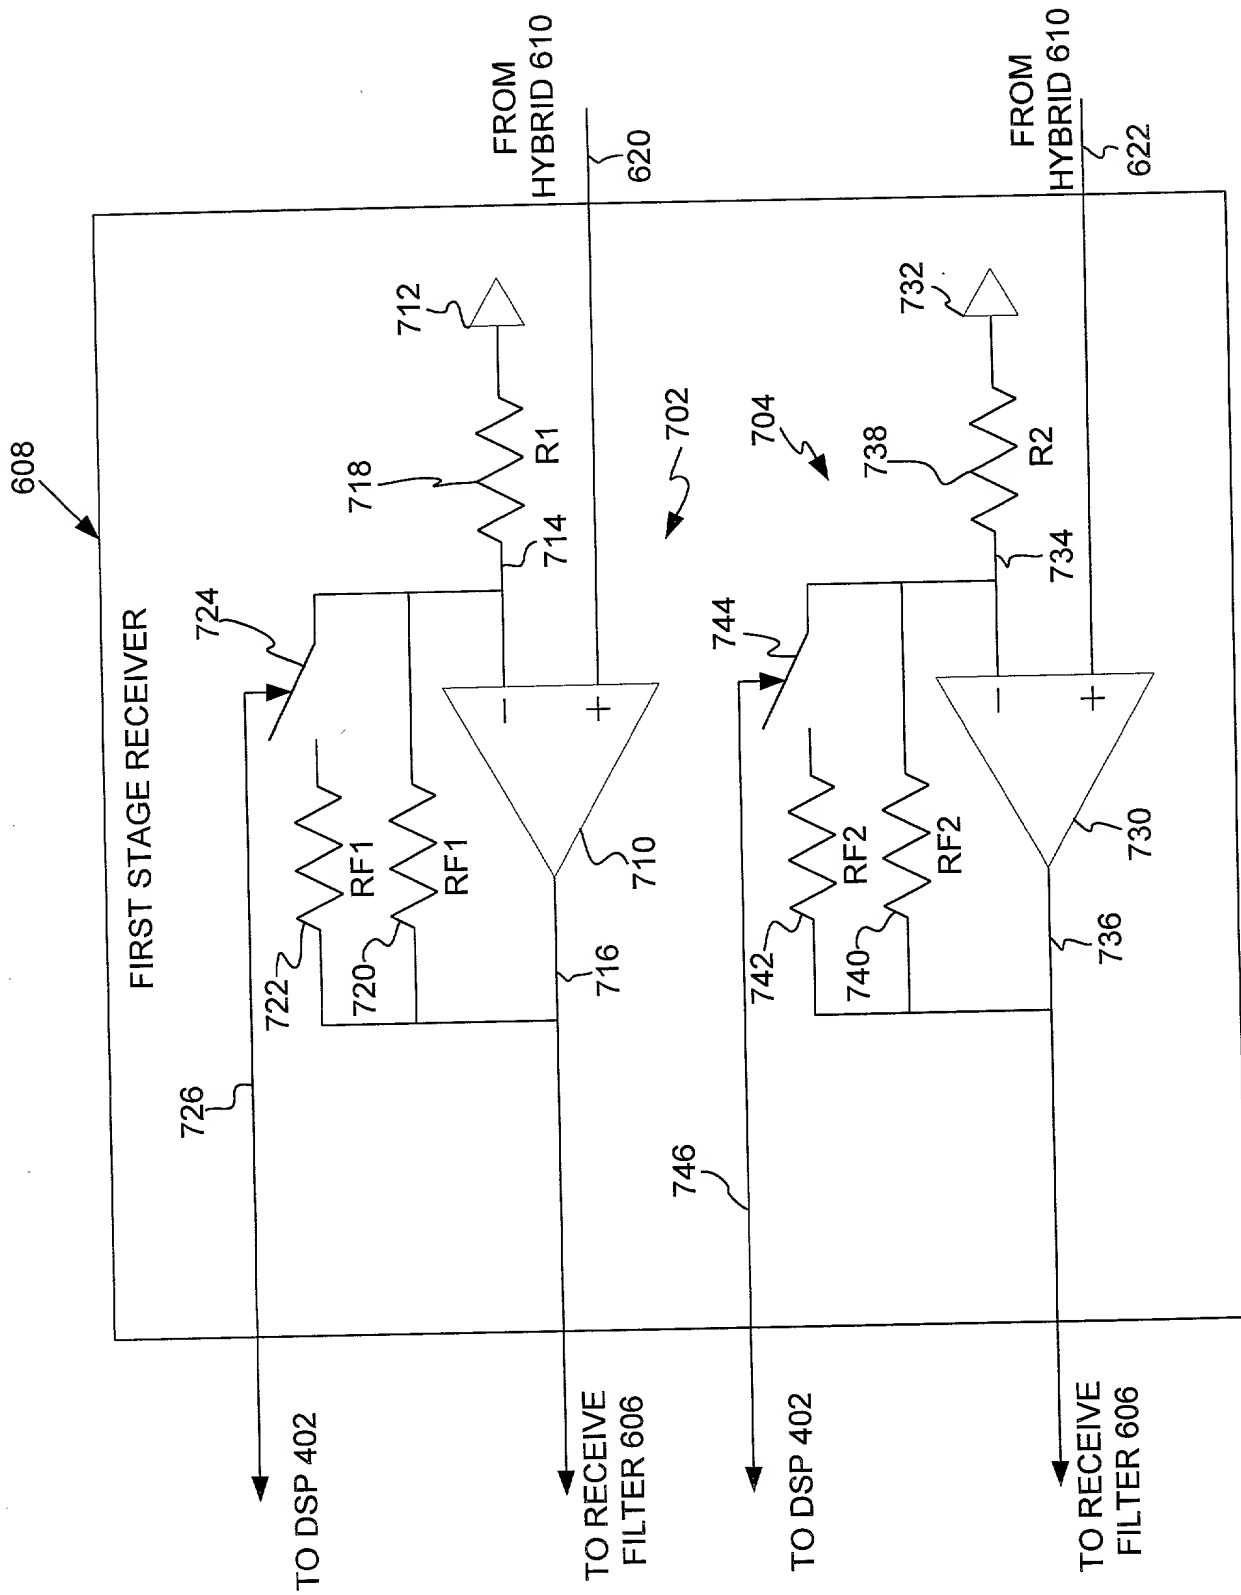 608
FIRST STAGE RECEIVER
726
724
722
RF1
720
RF1
718
R1
712
714
710
716
702
FROM
HYBRID 610
620
TO DSP 402
TO RECEIVE
FILTER 606
746
744
742
RF2
740
RF2
704
738
R2
732
734
730
736
FROM
HYBRID 610
622
TO DSP 402
TO RECEIVE
FILTER 606
−
+
−
+